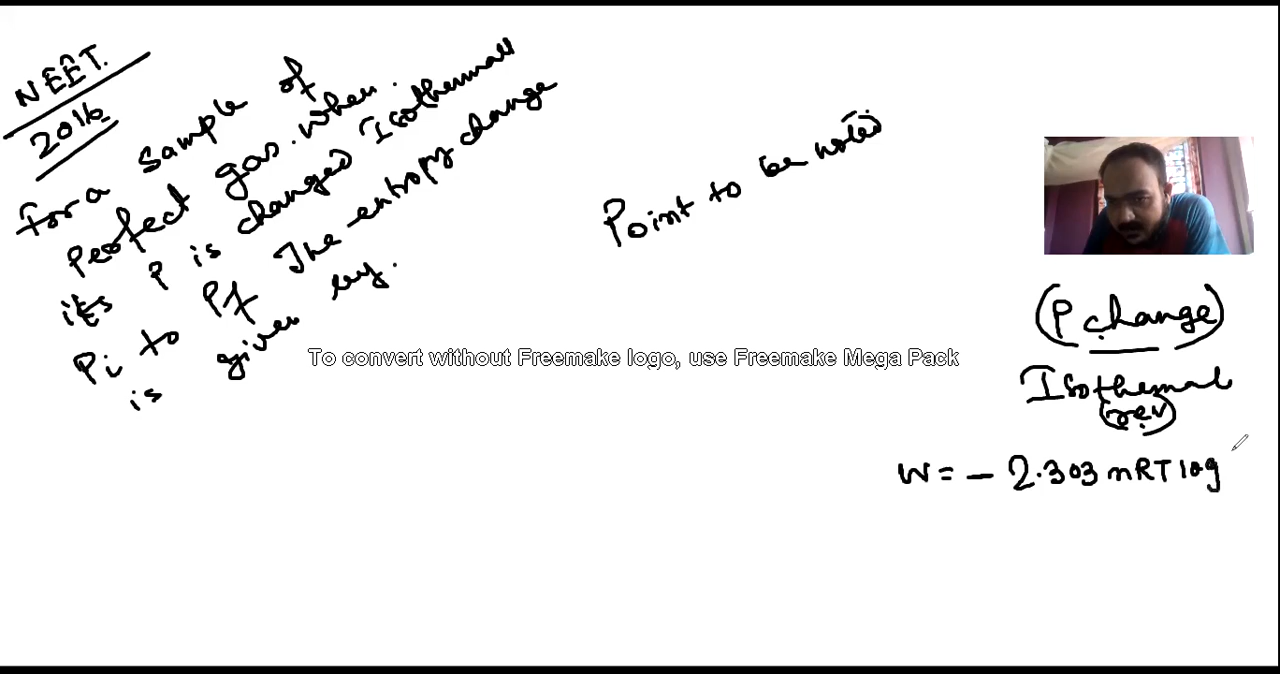 NEET.
2016
for a sample of
Perfect gas. when.
its P is changed Isothermall
Pi to Pf The entropy change
is given by.
Point to be noted
(P change)
Isothermal
(rev)
W = - 2.303 nRT log
To convert without Freemake logo, use Freemake Mega Pack